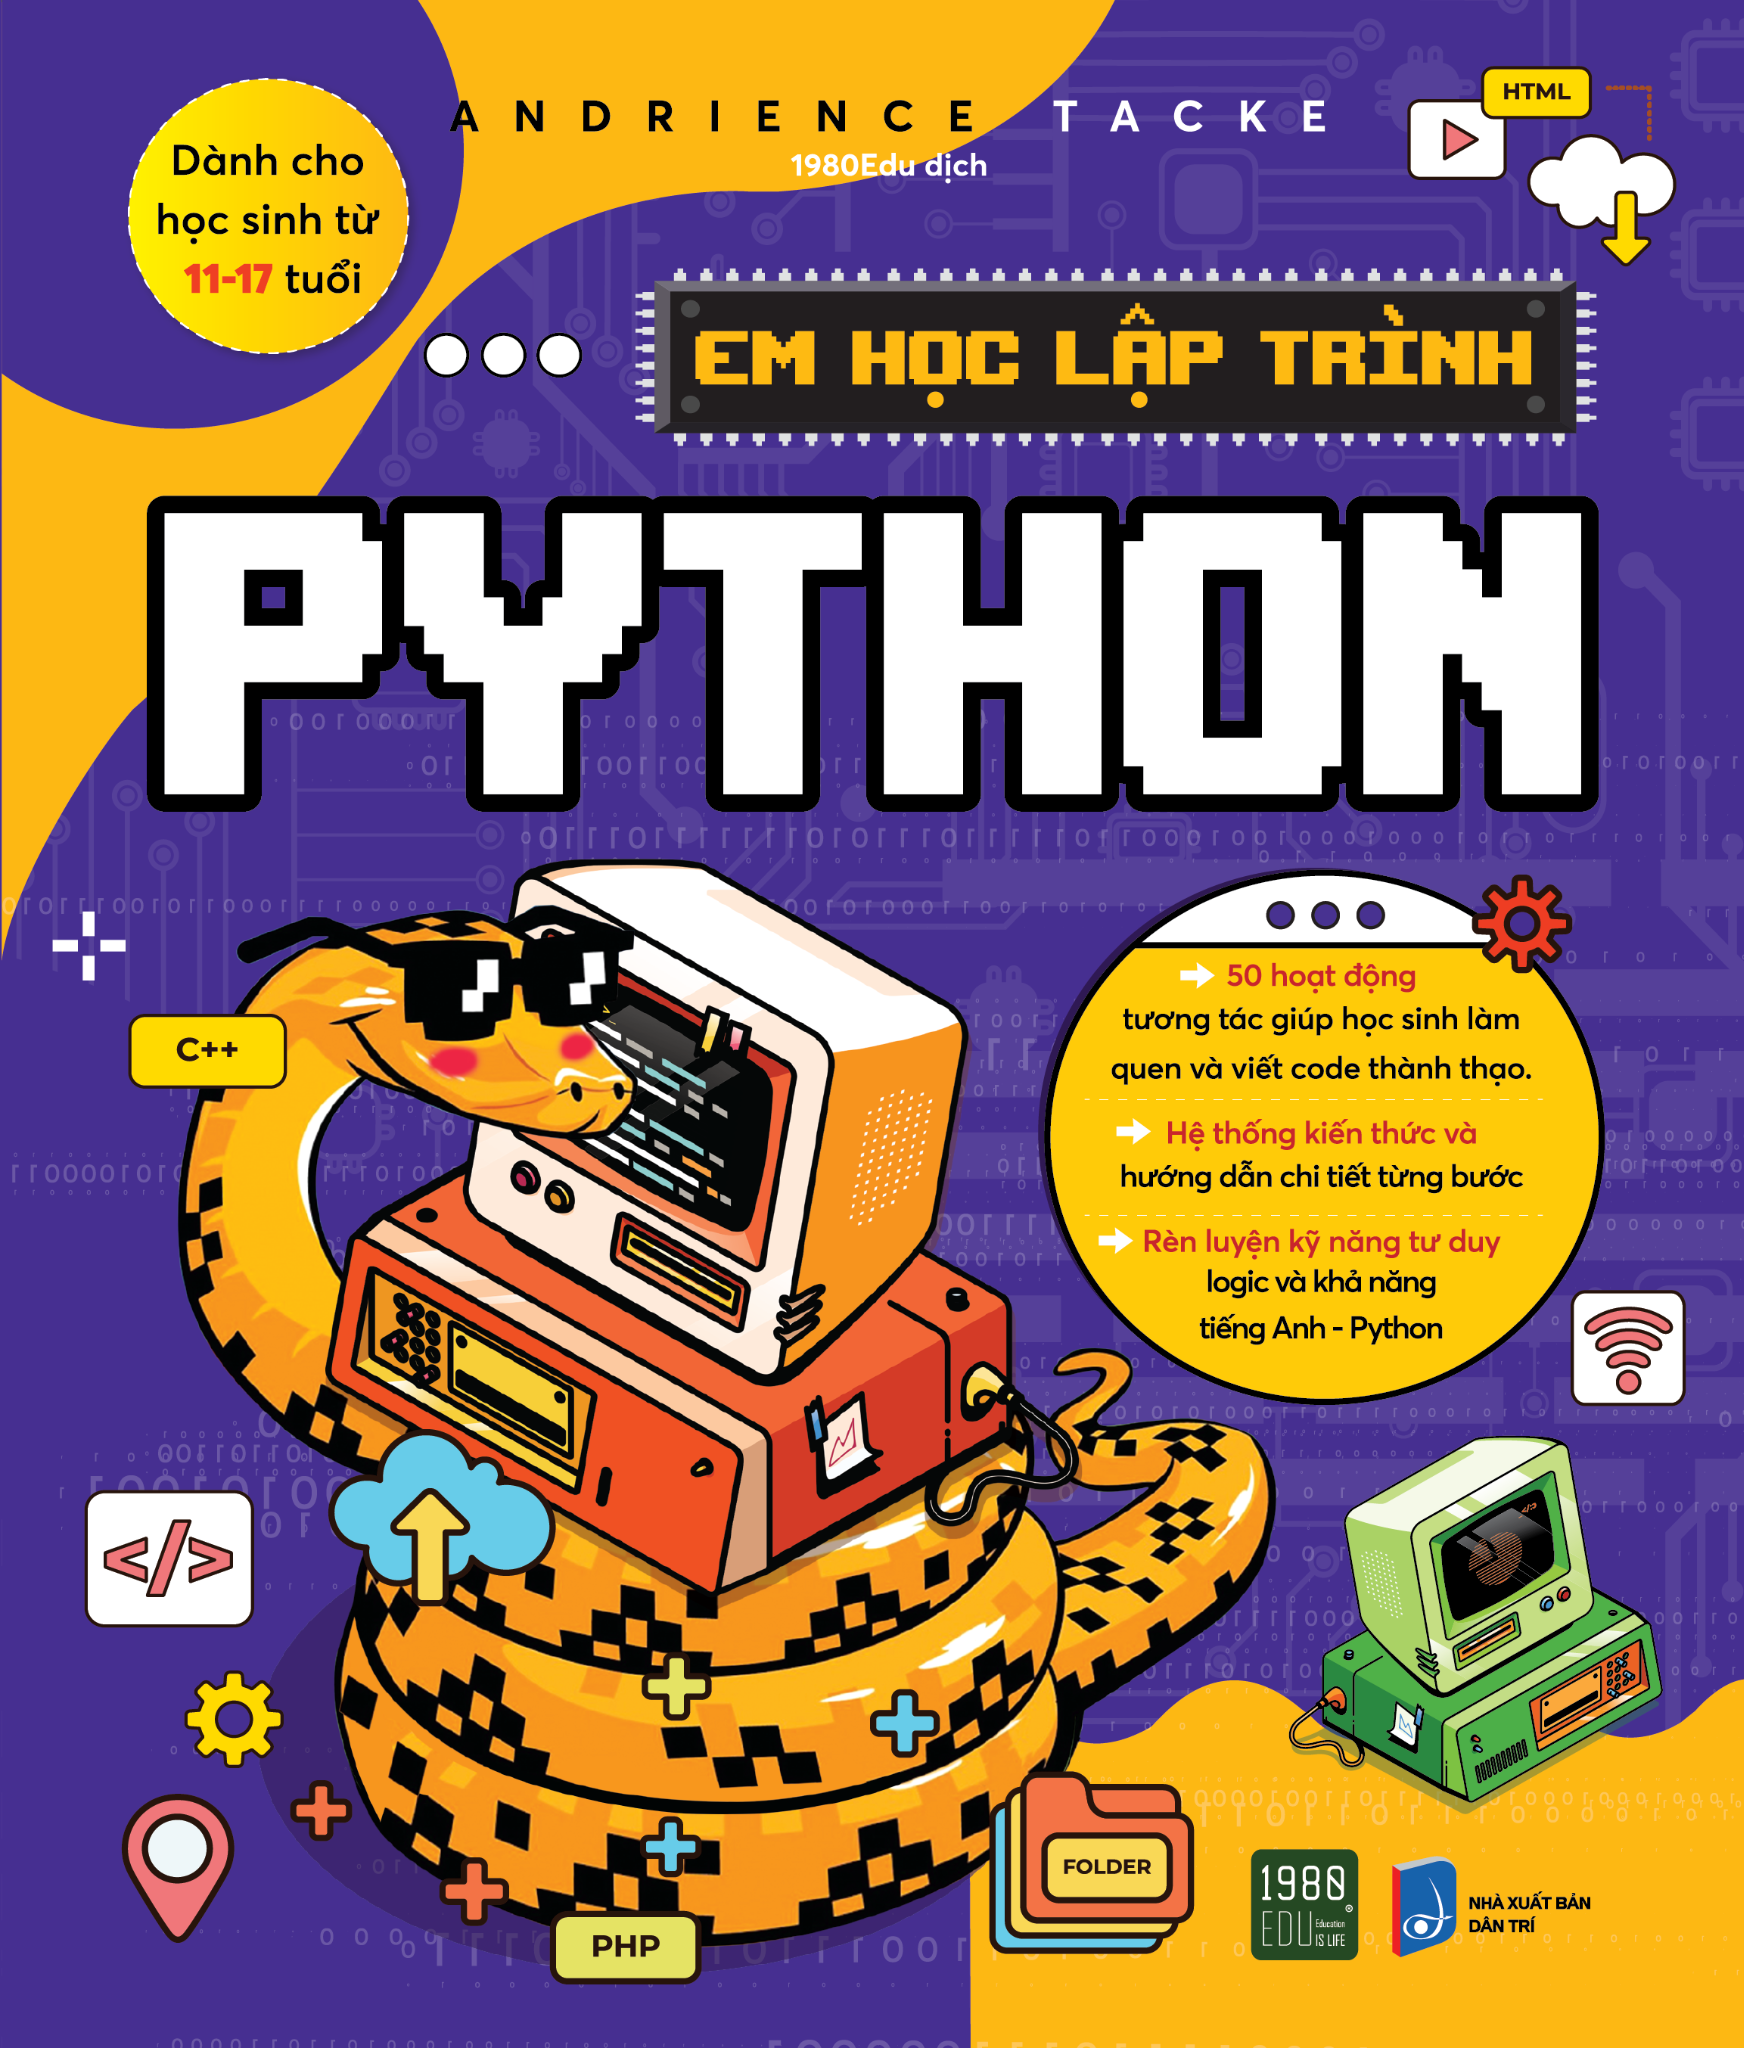 ANDRIENCE TACKE
1980Edu dịch
HTML
Dành cho
học sinh từ
11-17 tuổi
EM HỌC LẬP TRÌNH
PYTHON
50 hoạt động
tương tác giúp học sinh làm
quen và viết code thành thạo.
Hệ thống kiến thức và
hướng dẫn chi tiết từng bước
Rèn luyện kỹ năng tư duy
logic và khả năng
tiếng Anh - Python
C++
</>
FOLDER
PHP
1980
EDU Education
IS LIFE
NHÀ XUẤT BẢN
DÂN TRÍ